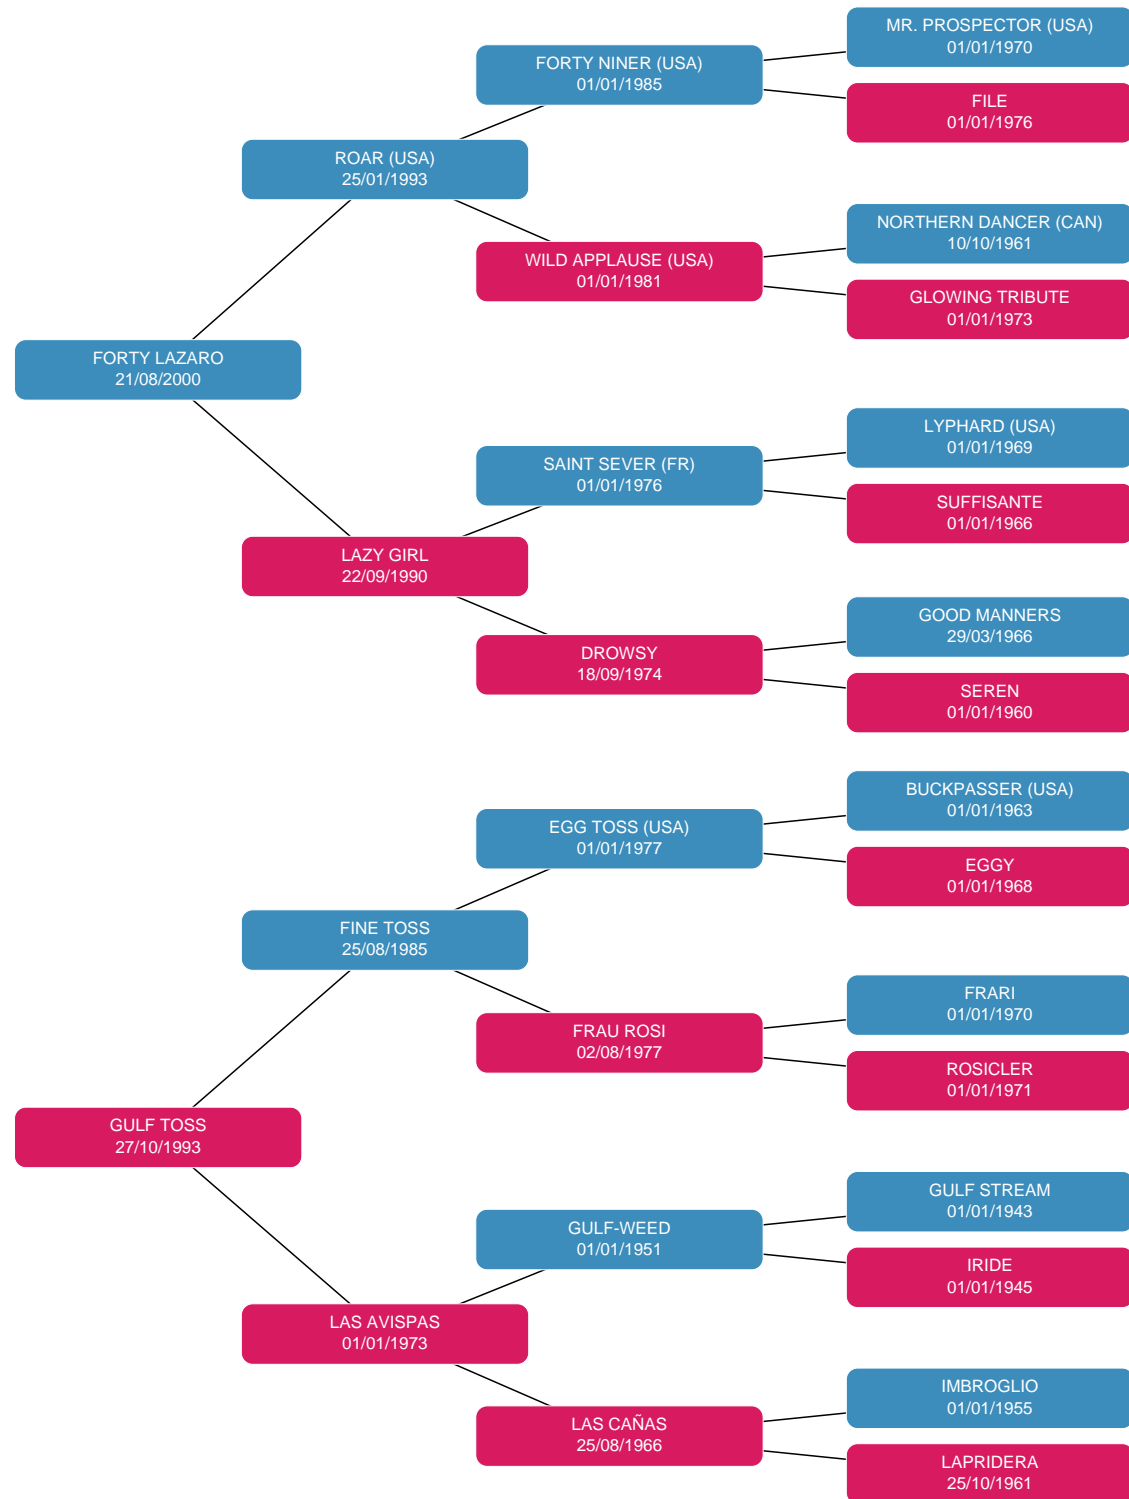 MR. PROSPECTOR (USA)
01/01/1970
FORTY NINER (USA)
01/01/1985
FILE
01/01/1976
ROAR (USA)
25/01/1993
NORTHERN DANCER (CAN)
10/10/1961
WILD APPLAUSE (USA)
01/01/1981
GLOWING TRIBUTE
01/01/1973
FORTY LAZARO
21/08/2000
LYPHARD (USA)
01/01/1969
SAINT SEVER (FR)
01/01/1976
SUFFISANTE
01/01/1966
LAZY GIRL
22/09/1990
GOOD MANNERS
29/03/1966
DROWSY
18/09/1974
SEREN
01/01/1960
BUCKPASSER (USA)
01/01/1963
EGG TOSS (USA)
01/01/1977
EGGY
01/01/1968
FINE TOSS
25/08/1985
FRARI
01/01/1970
FRAU ROSI
02/08/1977
ROSICLER
01/01/1971
GULF TOSS
27/10/1993
GULF STREAM
01/01/1943
GULF-WEED
01/01/1951
IRIDE
01/01/1945
LAS AVISPAS
01/01/1973
IMBROGLIO
01/01/1955
LAS CAÑAS
25/08/1966
LAPRIDERA
25/10/1961